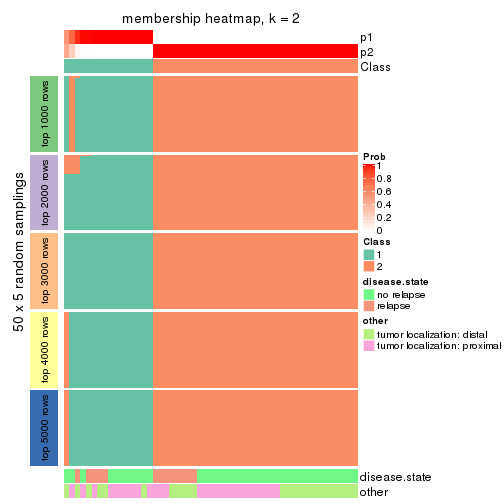 membership heatmap, k = 2
p1
p2
Class
50 x 5 random samplings
top 1000 rows
top 2000 rows
top 3000 rows
top 4000 rows
top 5000 rows
Prob
1
0.8
0.6
0.4
0.2
0
Class
1
2
disease.state
no relapse
relapse
other
tumor localization: distal
tumor localization: proximal
disease.state
other